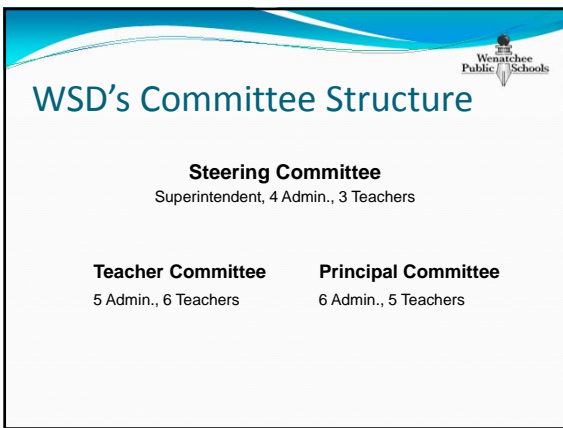 Wenatchee
Public Schools
WSD's Committee Structure
Steering Committee
Superintendent, 4 Admin., 3 Teachers
Teacher Committee
5 Admin., 6 Teachers
Principal Committee
6 Admin., 5 Teachers